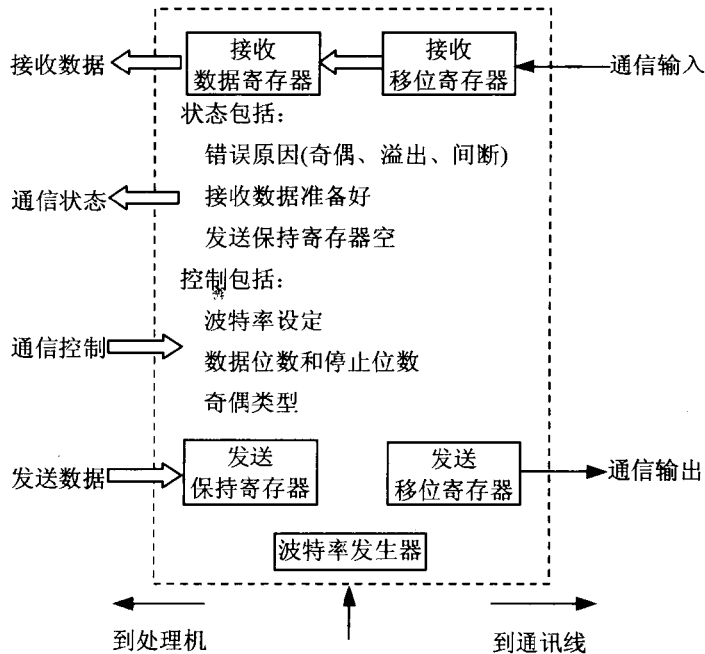 接收
数据寄存器
接收
移位寄存器
接收数据
通信输入
状态包括：
错误原因(奇偶、溢出、间断)
通信状态
接收数据准备好
发送保持寄存器空
控制包括：
波特率设定
通信控制
数据位数和停止位数
奇偶类型
发送数据
发送
保持寄存器
发送
移位寄存器
通信输出
波特率发生器
到处理机
到通讯线